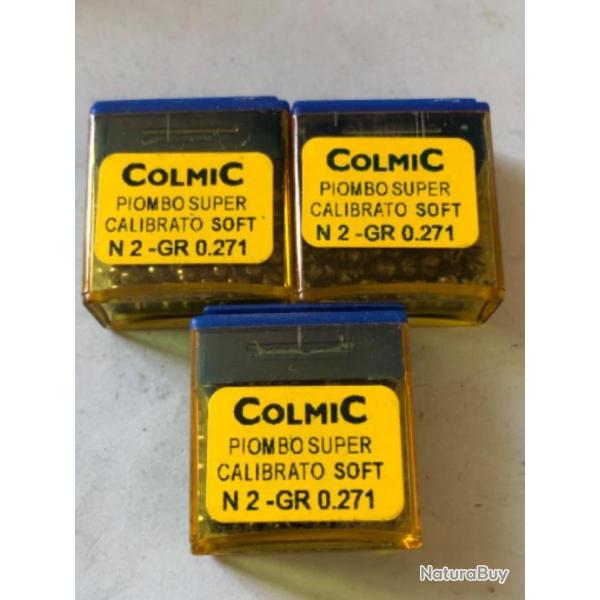 COLMIC
PIOMBO SUPER
CALIBRATO SOFT
N 2 -GR 0.271
COLMIC
PIOMBO SUPER
CALIBRATO SOFT
N 2 -GR 0.271
COLMIC
PIOMBO SUPER
CALIBRATO SOFT
N 2 -GR 0.271
NaturaBuy